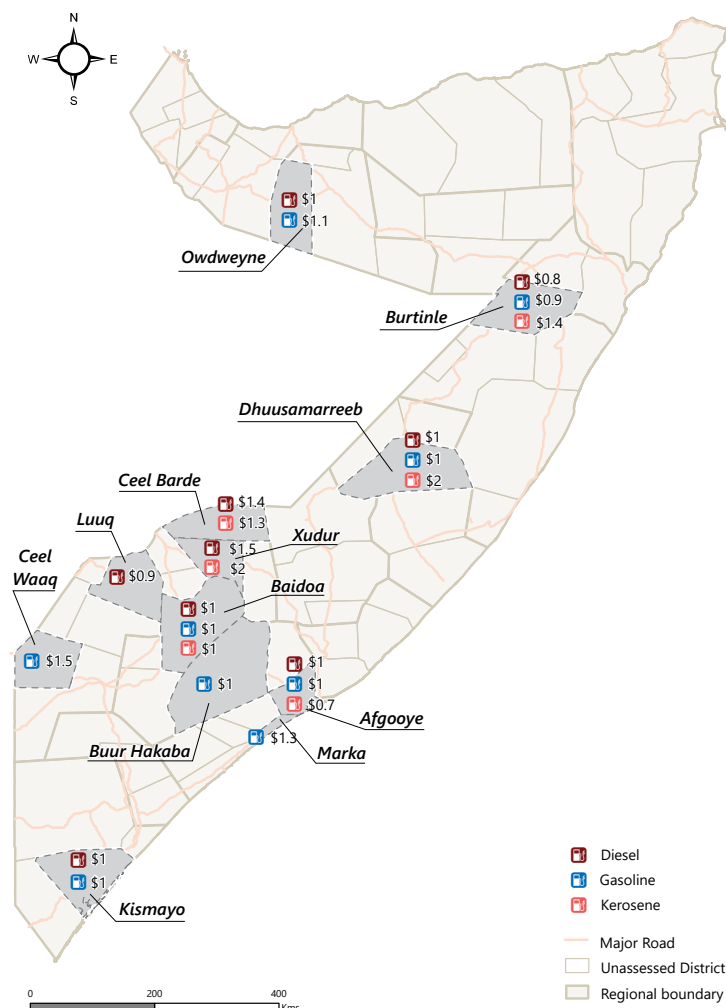 N
W E
S
$1
$1.1
Owdweyne
$0.8
$0.9
$1.4
Burtinle
Dhuusamarreeb
$1
$1
$2
Ceel Barde
$1.4
$1.3
Luuq
Xudur
$1.5
$2
Ceel
Waaq
$0.9
Baidoa
$1
$1
$1
$1.5
$1
$1
$1
$0.7
Afgooye
Buur Hakaba
$1.3
Marka
$1
$1
Kismayo
Diesel
Gasoline
Kerosene
Major Road
Unassessed District
Regional boundary
0 200 400
Kms